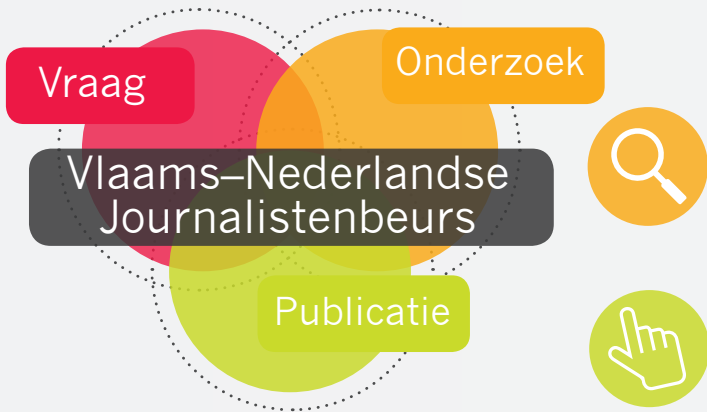 Vraag
Onderzoek
Vlaams–Nederlandse
Journalistenbeurs
Publicatie